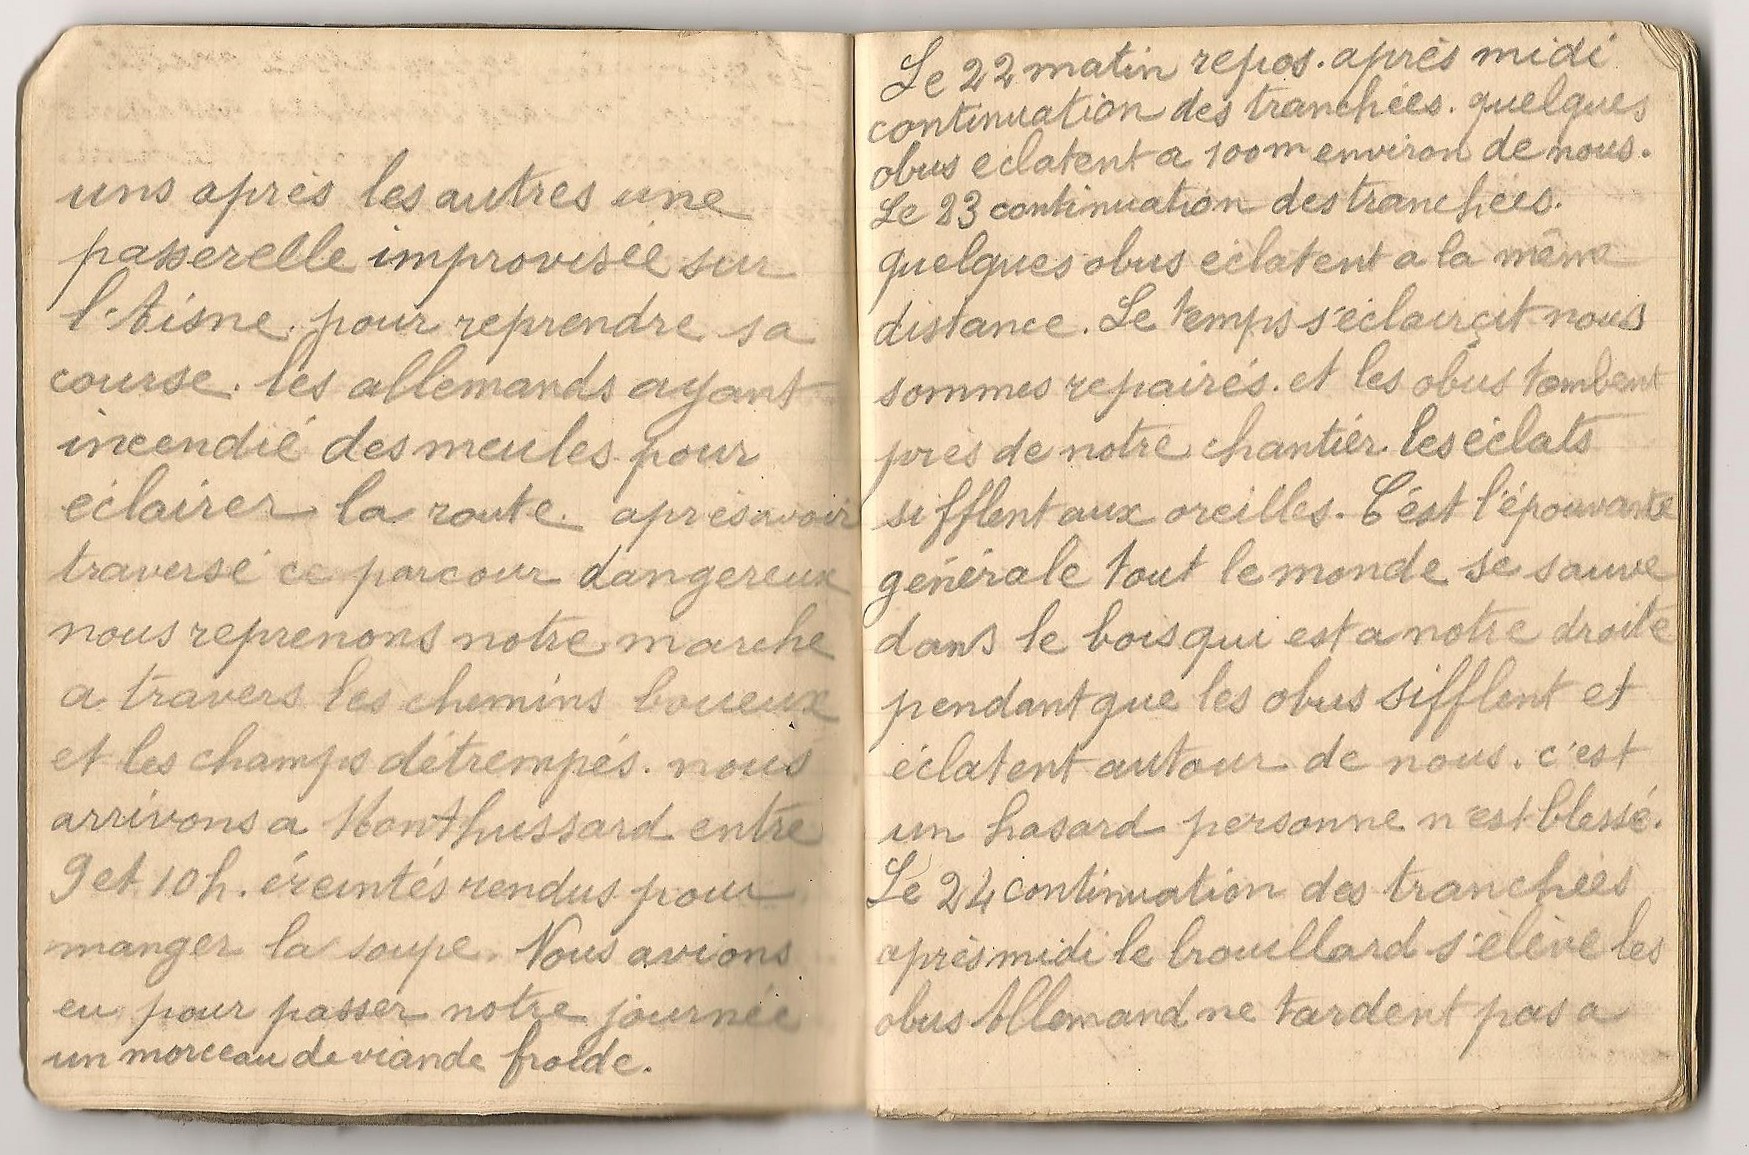 uns après les autres une
passerelle improvisée sur
l'Aisne pour reprendre sa
course. les allemands ayant
incendié des meules pour
éclairer la route. après avoir
traversé ce parcour dangereux
nous reprenons notre marche
a travers les chemins boueux
et les champs détrempés. nous
arrivons a Monthussard entre
9 et 10h. éreintés rendus pour
manger la soupe. Nous avions
eu pour passer notre journée
un morceau de viande froide.
Le 22 matin repos. après midi
continuation des tranchées. quelques
obus eclatent a 100m environ de nous.
Le 23 continuation des tranchées.
quelques obus eclatent a la même
distance. Le temps s'éclairçit nous
sommes repairés. et les obus tombent
près de notre chantier. les éclats
sifflent aux oreilles. C'est l'épouvante
générale tout le monde se sauve
dans le bois qui est a notre droite
pendant que les obus sifflent et
éclatent autour de nous. c'est
un hasard personne n'est blessé.
Le 24 continuation des tranchées
après midi le brouillard s'élève les
obus Allemand ne tardent pas a